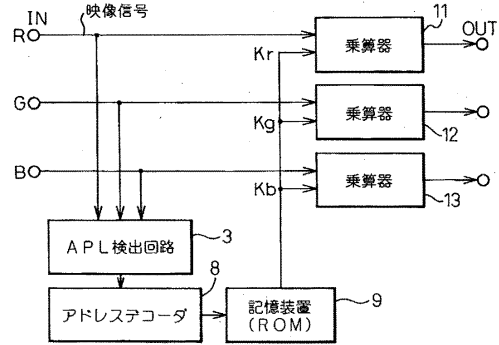 IN
映像信号
R
11
OUT
Kr
乗算器
G
Kg
乗算器
12
B
Kb
乗算器
13
APL検出回路
3
8
アドレスデコーダ
記憶装置
(ROM)
9